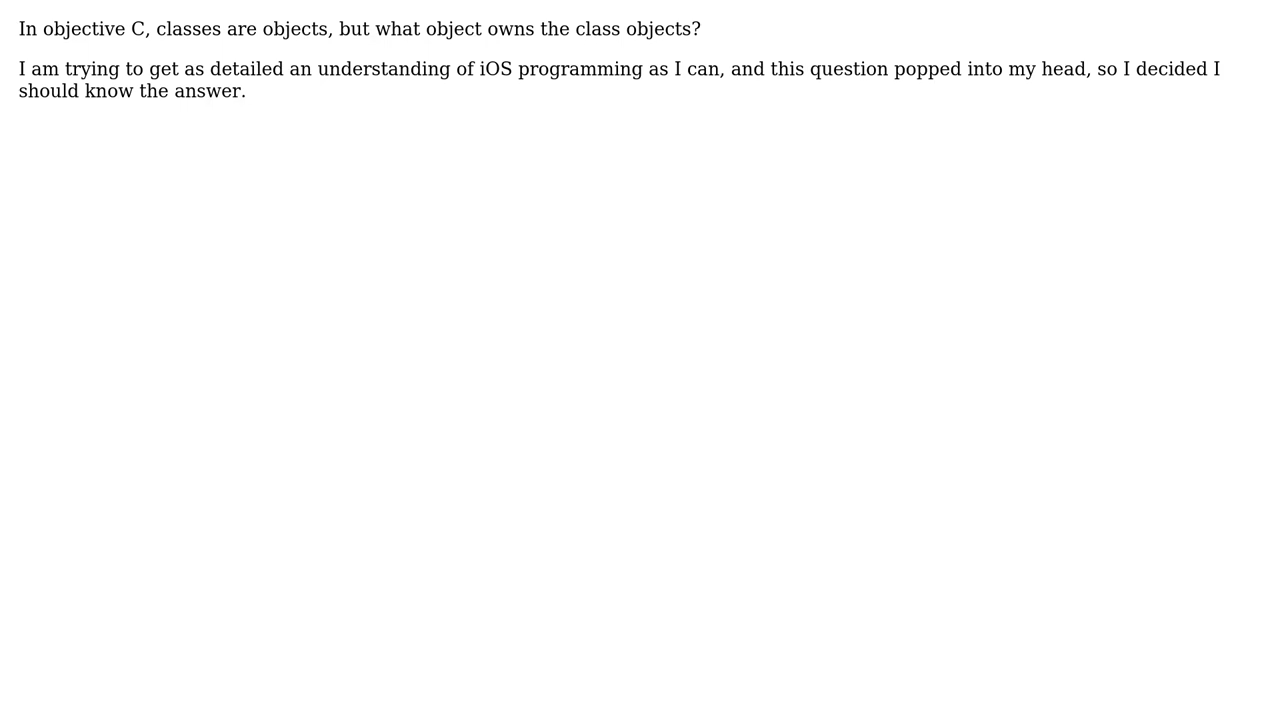 In objective C, classes are objects, but what object owns the class objects?
I am trying to get as detailed an understanding of iOS programming as I can, and this question popped into my head, so I decided I
should know the answer.